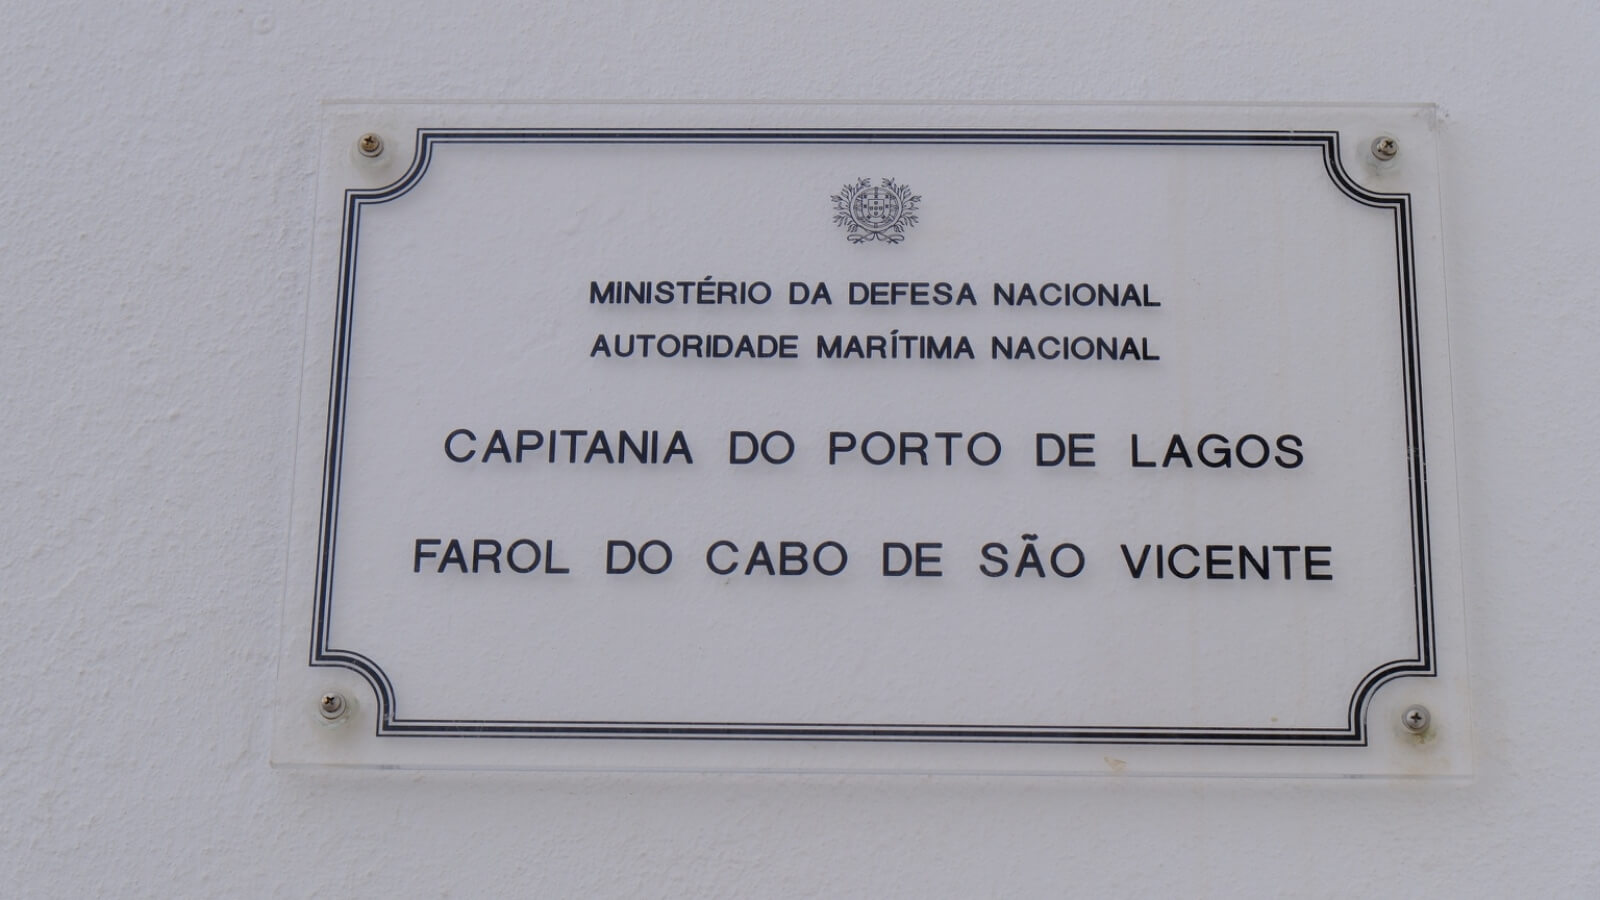 MINISTÉRIO DA DEFESA NACIONAL
AUTORIDADE MARÍTIMA NACIONAL
CAPITANIA DO PORTO DE LAGOS
FAROL DO CABO DE SÃO VICENTE